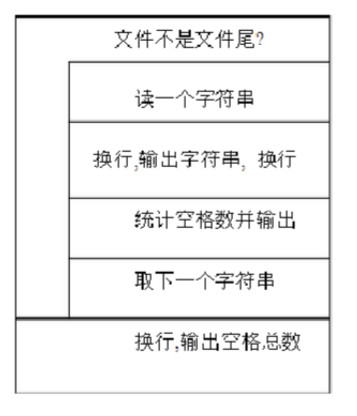 文件不是文件尾?
读一个字符串
换行,输出字符串, 换行
统计空格数并输出
取下一个字符串
换行,输出空格总数